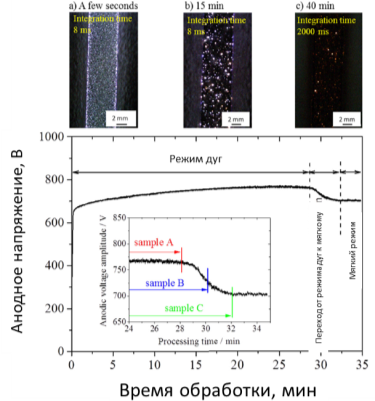 a) A few seconds
b) 15 min
c) 40 min
Integration time
8 ms
Integration time
8 ms
Integration time
2000 ms
2 mm
2 mm
2 mm
Анодное напряжение, В
1000
800
600
400
200
0
Режим дуг
Переход от режима дуг к мягкому
Мягкий режим
Anodic voltage amplitude / V
850
800
750
700
650
sample A
sample B
sample C
24 26 28 30 32 34
Processing time / min
0 5 10 15 20 25 30 35
Время обработки, мин